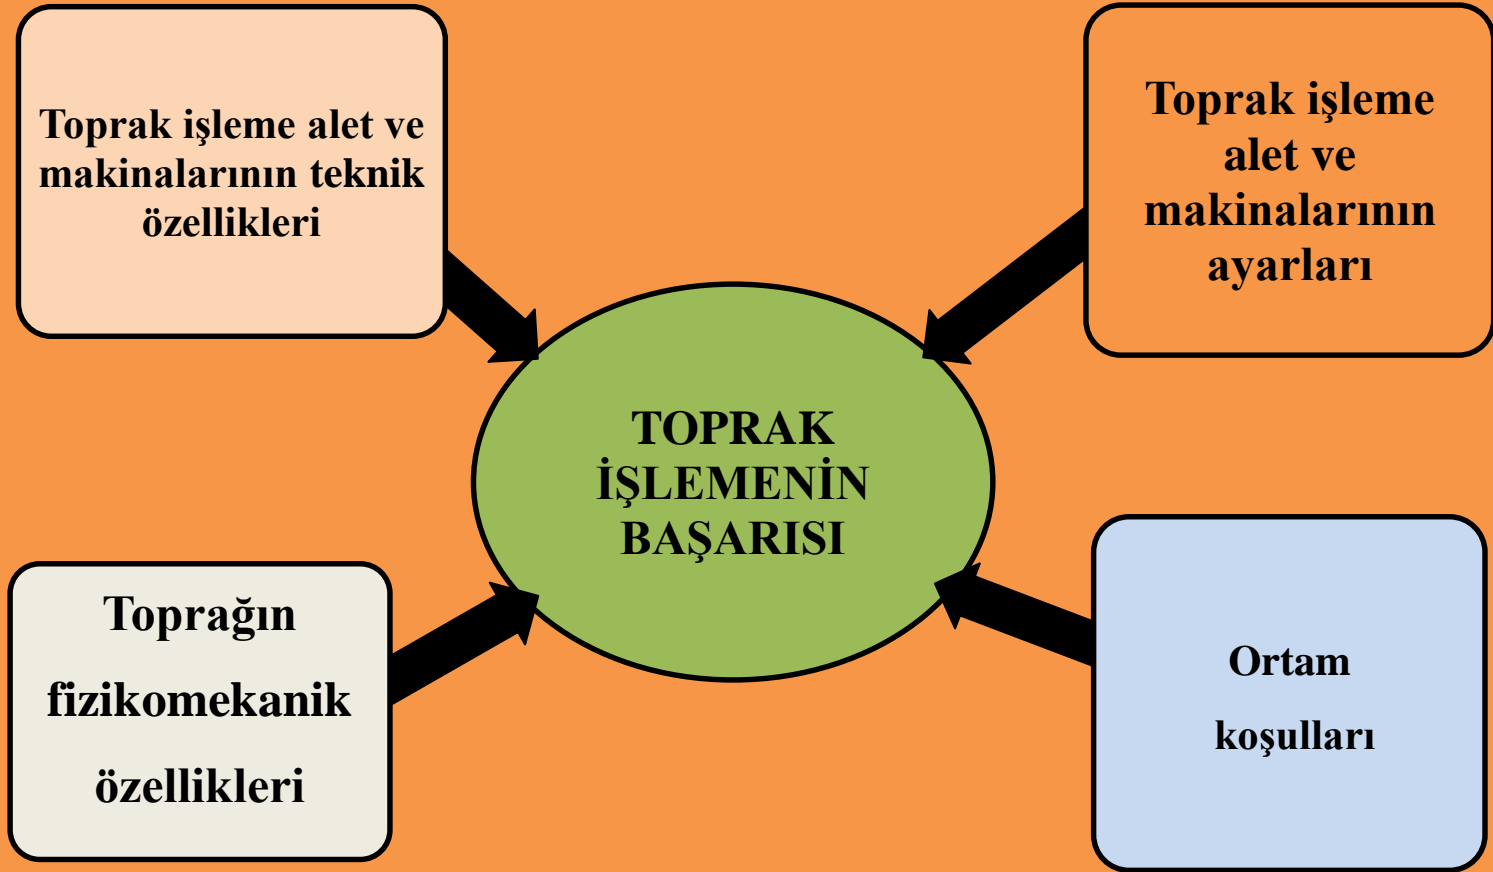 Toprak işleme alet ve
makinalarının teknik
özellikleri
Toprak işleme
alet ve
makinalarının
ayarları
TOPRAK
İŞLEMENİN
BAŞARISI
Toprağın
fizikomekanik
özellikleri
Ortam
koşulları